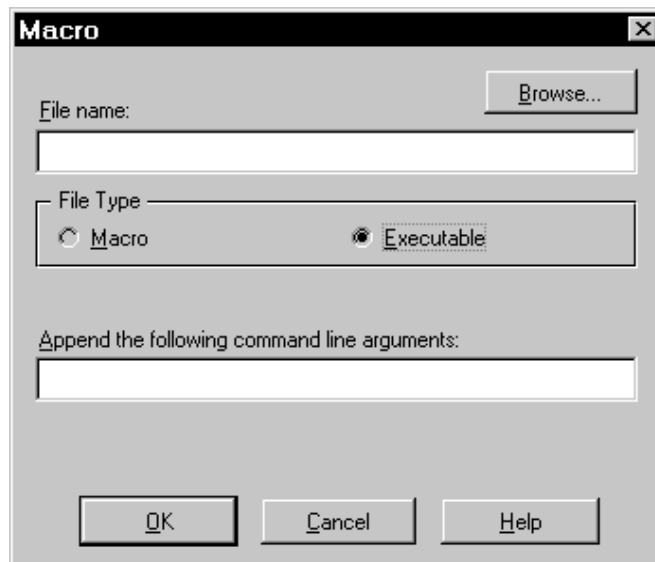 Macro
Browse...
File name:
File Type
Macro
Executable
Append the following command line arguments:
OK
Cancel
Help